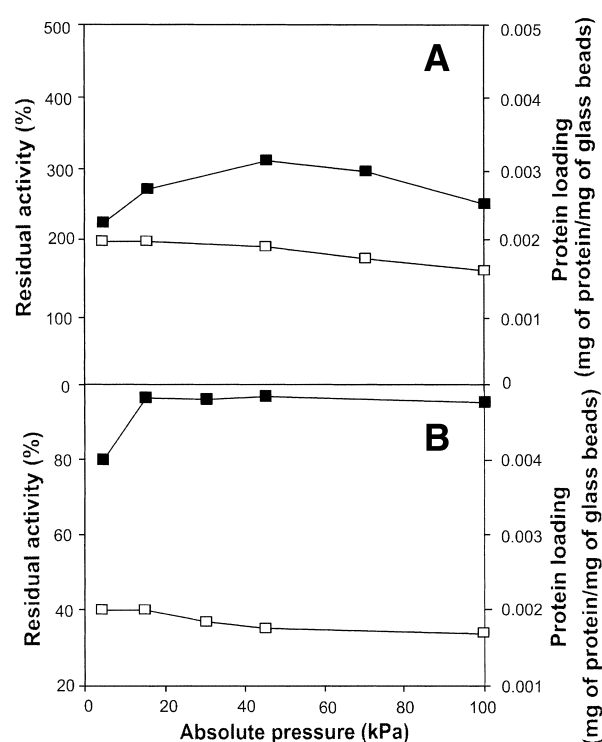 500
400
300
200
100
0
Residual activity (%)
A
0.005
0.004
0.003
0.002
0.001
0
Protein loading
(mg of protein/mg of glass beads)
80
60
40
20
Residual activity (%)
B
0.004
0.003
0.002
0.001
Protein loading
(mg of protein/mg of glass beads)
0 20 40 60 80 100
Absolute pressure (kPa)